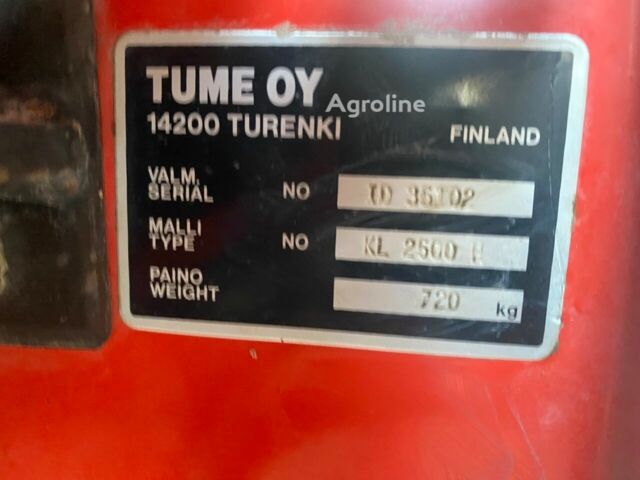 TUME OY
Agroline
14200 TURENKI FINLAND
VALM.
SERIAL NO
MALLI
TYPE NO KL 2500 H
PAINO
WEIGHT 720 kg